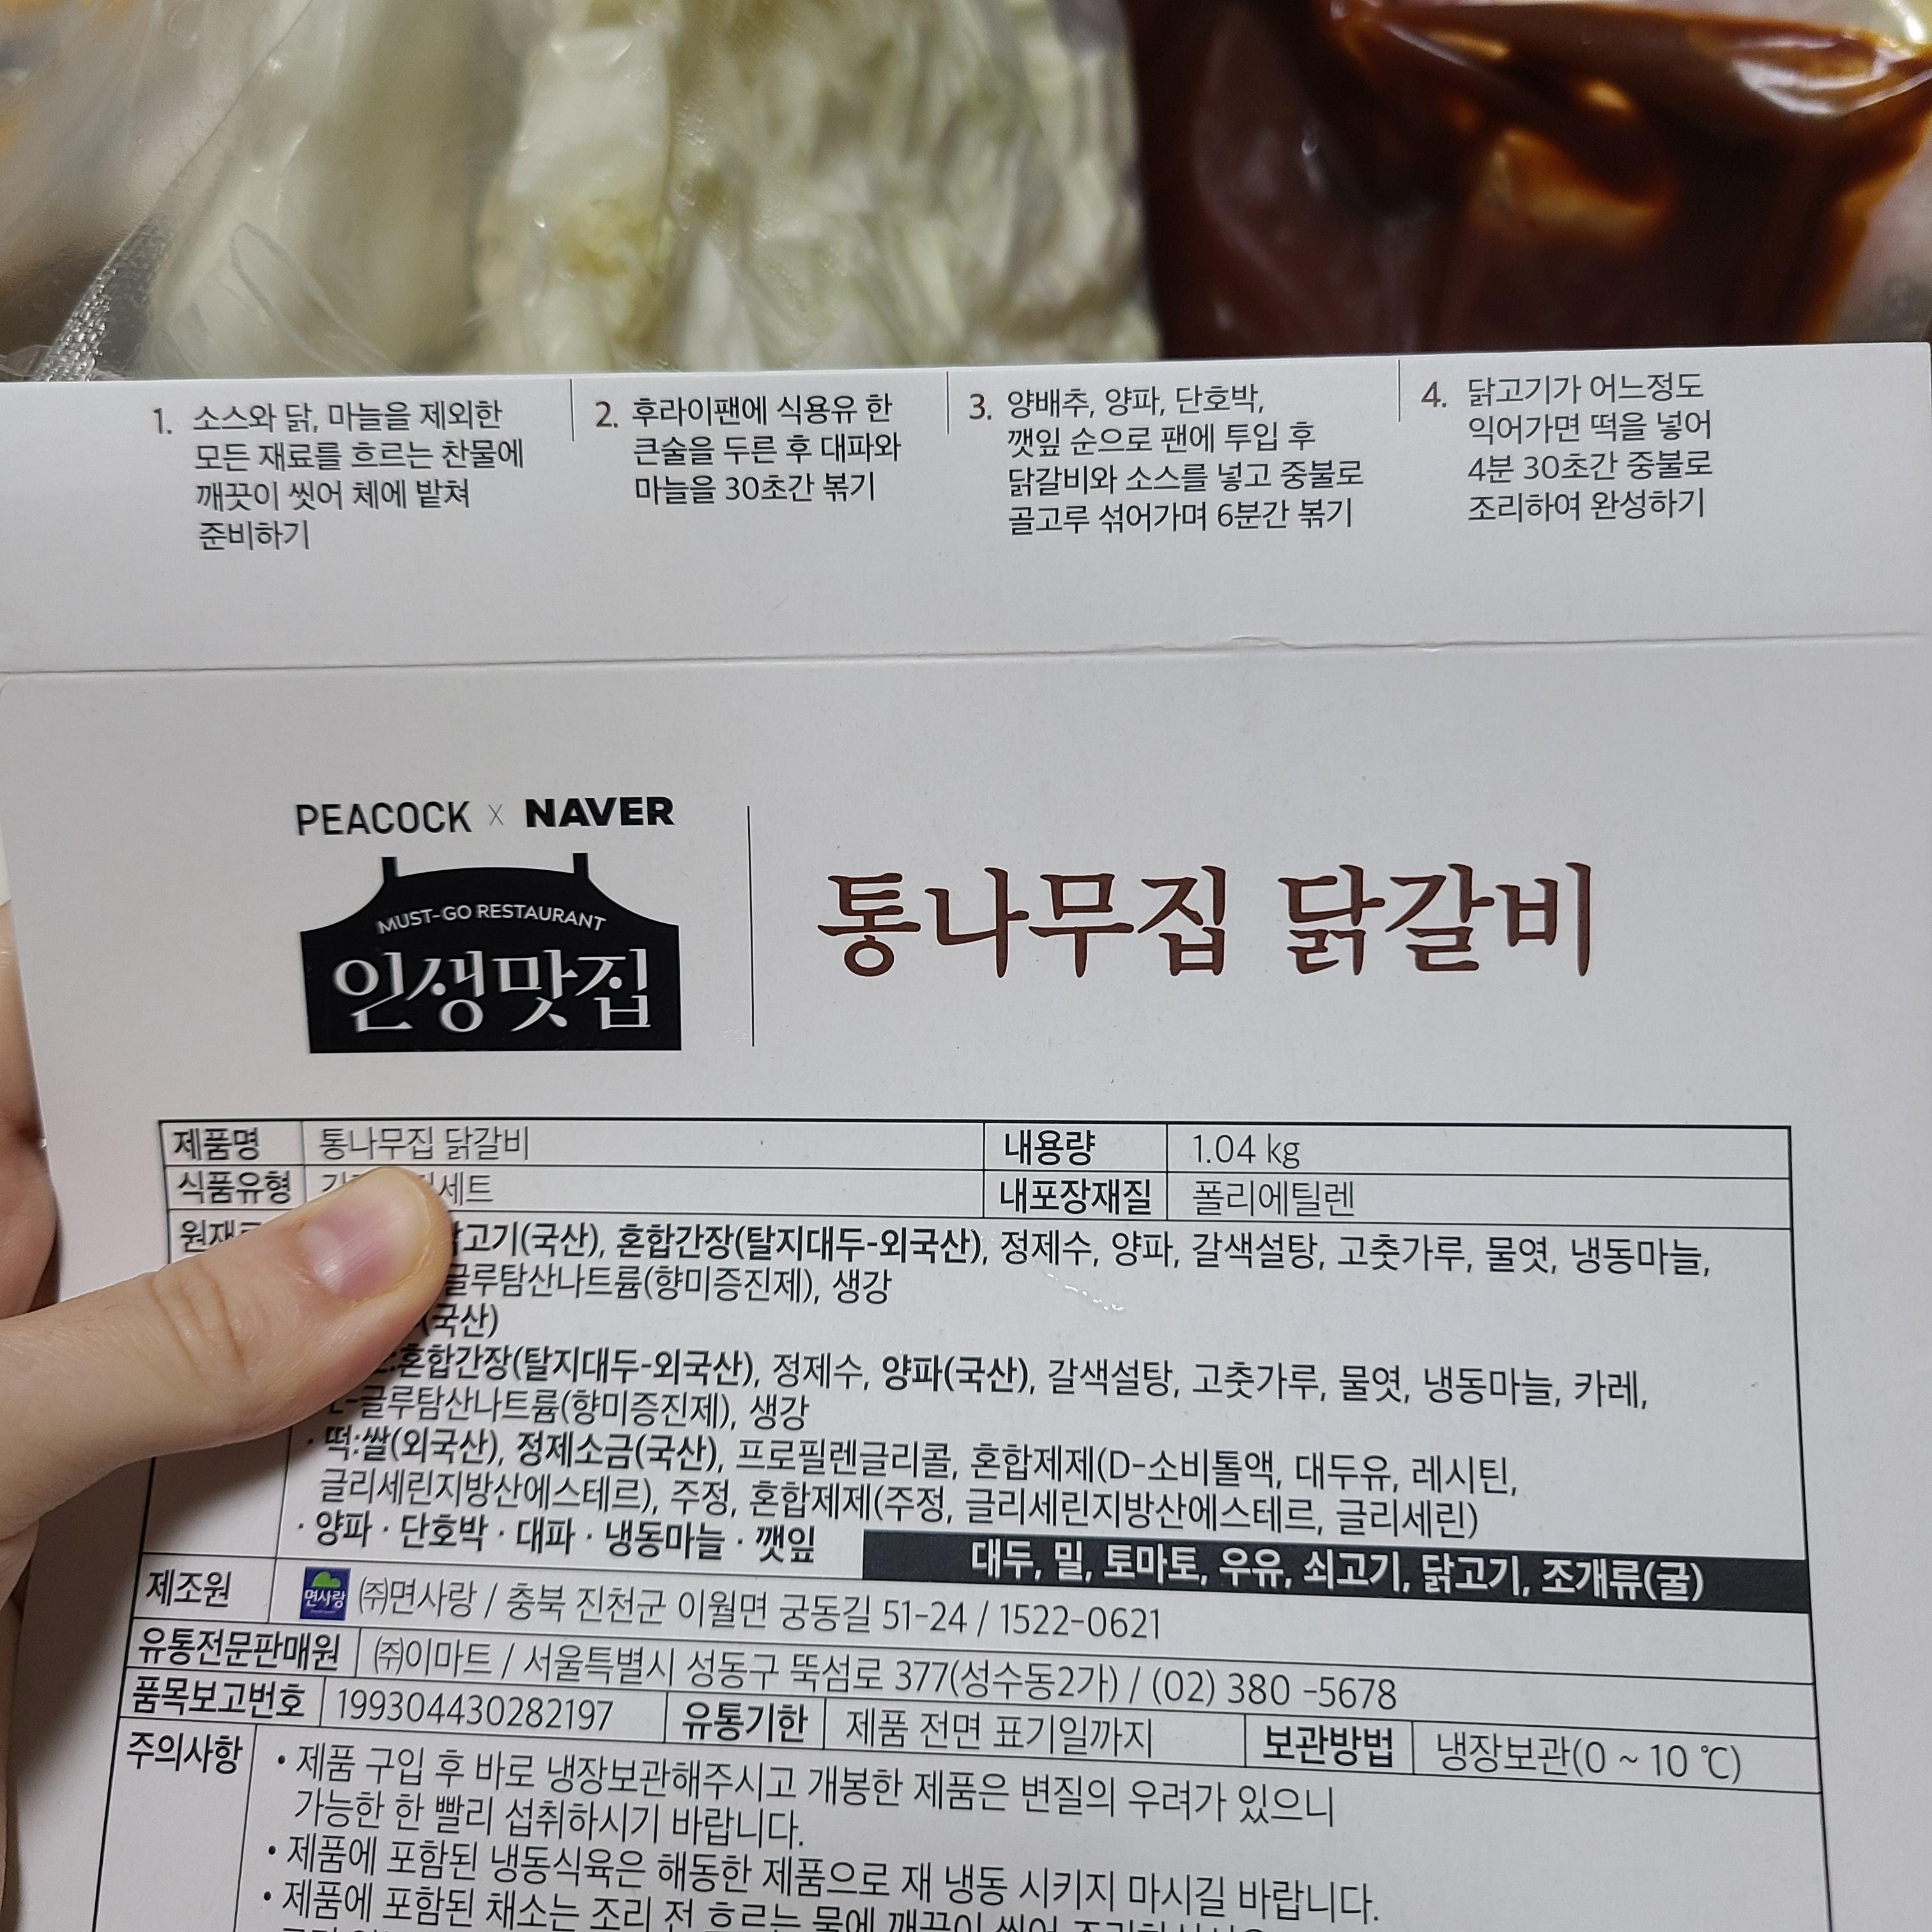 1. 소스와 닭, 마늘을 제외한
모든 재료를 흐르는 찬물에
깨끗이 씻어 체에 밭쳐
준비하기
2. 후라이팬에 식용유 한
큰술을 두른 후 대파와
마늘을 30초간 볶기
3. 양배추, 양파, 단호박,
깻잎 순으로 팬에 투입 후
닭갈비와 소스를 넣고 중불로
골고루 섞어가며 6분간 볶기
4. 닭고기가 어느정도
익어가면 떡을 넣어
4분 30초간 중불로
조리하여 완성하기
PEACOCK x NAVER
MUST-GO RESTAURANT
인생맛집
통나무집 닭갈비
제품명 통나무집 닭갈비 내용량 1.04 kg
식품유형 세트 내포장재질 폴리에틸렌
닭고기(국산), 혼합간장(탈지대두-외국산), 정제수, 양파, 갈색설탕, 고춧가루, 물엿, 냉동마늘,
글루탐산나트륨(향미증진제), 생강
(국산)
:혼합간장(탈지대두-외국산), 정제수, 양파(국산), 갈색설탕, 고춧가루, 물엿, 냉동마늘, 카레,
L-글루탐산나트륨(향미증진제), 생강
· 떡:쌀(외국산), 정제소금(국산), 프로필렌글리콜, 혼합제제(D-소비톨액, 대두유, 레시틴,
글리세린지방산에스테르), 주정, 혼합제제(주정, 글리세린지방산에스테르, 글리세린)
· 양파 · 단호박 · 대파 · 냉동마늘 · 깻잎
대두, 밀, 토마토, 우유, 쇠고기, 닭고기, 조개류(굴)
제조원 면사랑 ㈜면사랑 / 충북 진천군 이월면 궁동길 51-24 / 1522-0621
유통전문판매원 ㈜이마트 / 서울특별시 성동구 뚝섬로 377(성수동2가) / (02) 380 -5678
품목보고번호 199304430282197 유통기한 제품 전면 표기일까지 보관방법 냉장보관(0 ~ 10 ℃)
주의사항 • 제품 구입 후 바로 냉장보관해주시고 개봉한 제품은 변질의 우려가 있으니
가능한 한 빨리 섭취하시기 바랍니다.
• 제품에 포함된 냉동식육은 해동한 제품으로 재 냉동 시키지 마시길 바랍니다.
• 제품에 포함된 채소는 조리 전 흐르는 물에 깨끗이 씻어